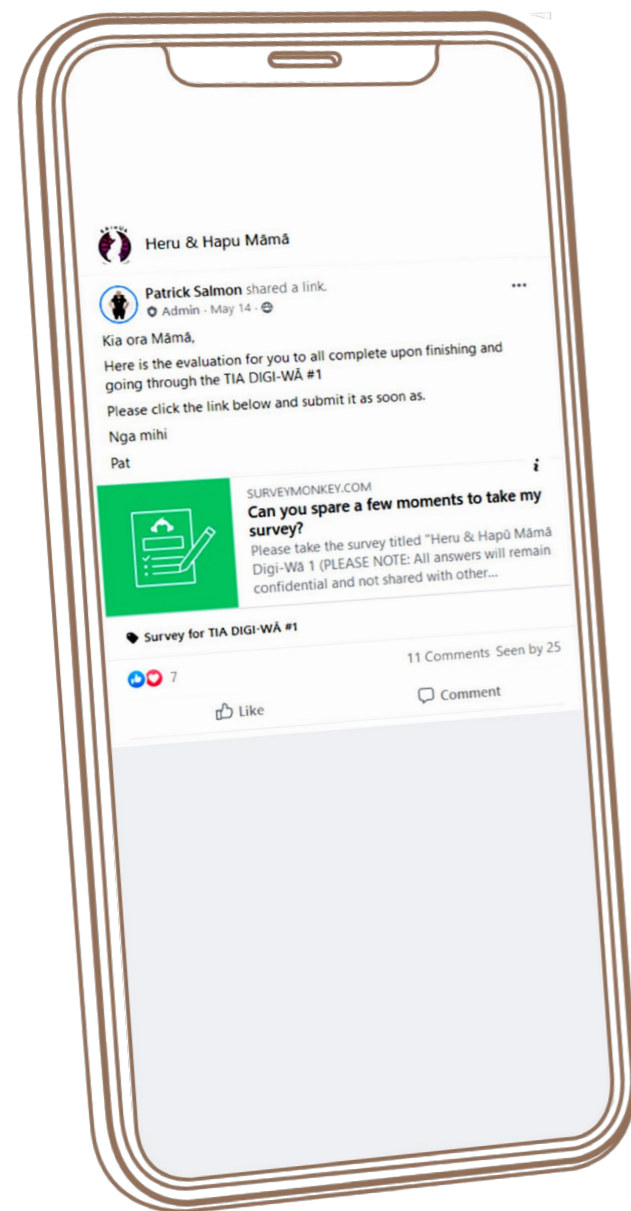 Heru & Hapu Māmā
Patrick Salmon shared a link.
Admin · May 14 ·
Kia ora Māmā,
Here is the evaluation for you to all complete upon finishing and
going through the TIA DIGI-WĀ #1
Please click the link below and submit it as soon as.
Nga mihi
Pat
SURVEYMONKEY.COM
Can you spare a few moments to take my
survey?
Please take the survey titled "Heru & Hapū Māmā
Digi-Wā 1 (PLEASE NOTE: All answers will remain
confidential and not shared with other...
Survey for TIA DIGI-WĀ #1
7
11 Comments Seen by 25
Like
Comment